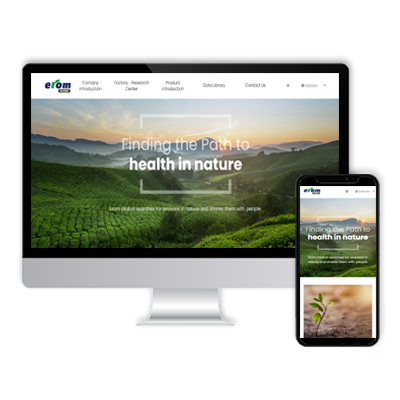 erom
Comany
Introduction
Factory · Research
Center
Product
Introduction
Data Library
Contact Us
Finding the Path to
health in nature
Erom Global searches for answers in nature and shares them with people.
erom
Finding the Path to
health in nature
Erom Global searches for answers in
nature and shares them with people.